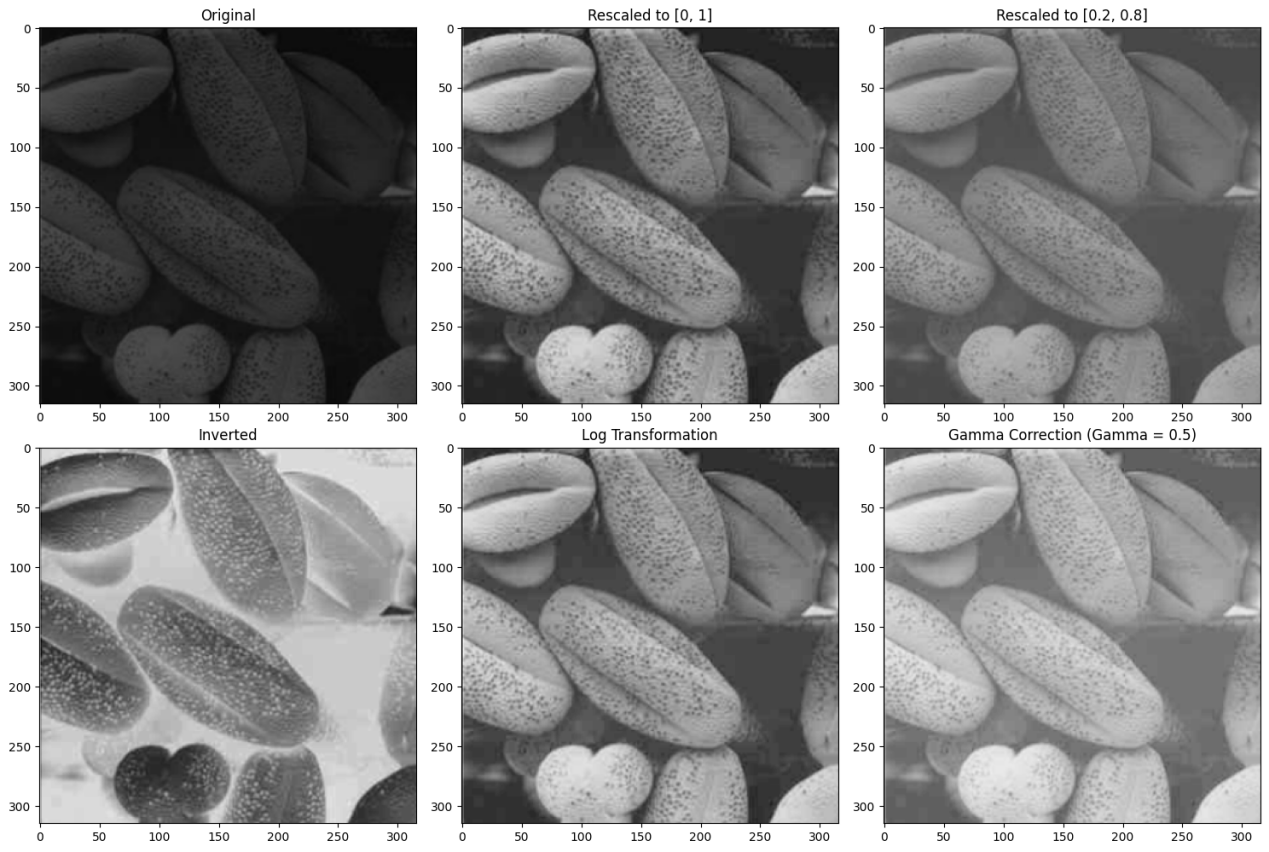 Original Rescaled to [0, 1] Rescaled to [0.2, 0.8]
0 0 0
50 50 50
100 100 100
150 150 150
200 200 200
250 250 250
300 300 300
0 50 100 150 200 250 300 0 50 100 150 200 250 300 0 50 100 150 200 250 300
Inverted Log Transformation Gamma Correction (Gamma = 0.5)
0 0 0
50 50 50
100 100 100
150 150 150
200 200 200
250 250 250
300 300 300
0 50 100 150 200 250 300 0 50 100 150 200 250 300 0 50 100 150 200 250 300